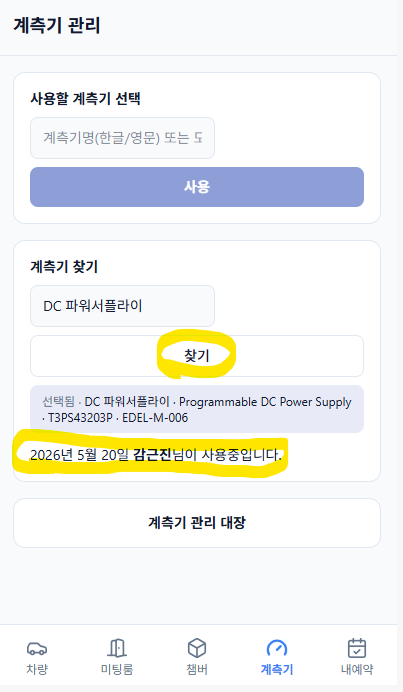 계측기 관리
사용할 계측기 선택
계측기명(한글/영문) 또는 도
사용
계측기 찾기
DC 파워서플라이
찾기
선택됨 · DC 파워서플라이 · Programmable DC Power Supply
· T3PS43203P · EDEL-M-006
2026년 5월 20일 감근진님이 사용중입니다.
계측기 관리 대장
차량
미팅룸
챔버
계측기
내예약